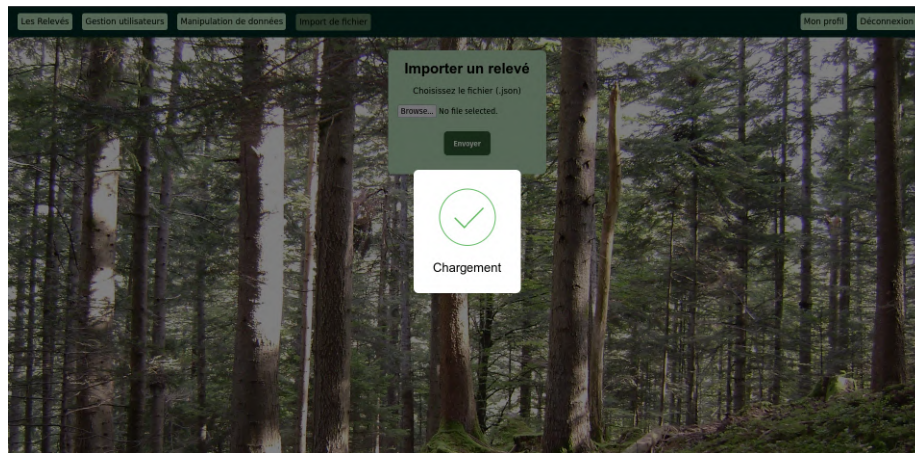 Les Relevés
Gestion utilisateurs
Manipulation de données
Import de fichier
Mon profil
Déconnexion
Importer un relevé
Choisissez le fichier (.json)
Browse... No file selected.
Envoyer
Chargement